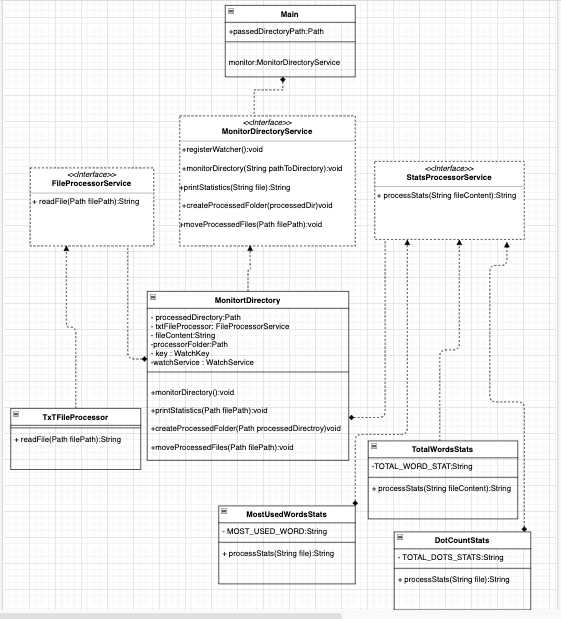 Main
+passedDirectoryPath:Path
monitor:MonitorDirectoryService
<<Interface>>
MonitorDirectoryService
+registerWatcher():void
+monitorDirectory(String pathToDirectory):void
+printStatistics(String file):String
+createProcessedFolder(processedDir)void
+moveProcessedFiles(Path filePath):void
<<Interface>>
FileProcessorService
+ readFile(Path filePath):String
<<Interface>>
StatsProcessorService
+ processStats(String fileContent):String
MonitortDirectory
- processedDirectory:Path
- txtFileProcessor: FileProcessorService
- fileContent:String
-processorFolder:Path
- key : WatchKey
-watchService : WatchService
+monitorDirectory():void
+printStatistics(Path filePath):void
+createProcessedFolder(Path processedDirectroy)void
+moveProcessedFiles(Path filePath):void
TxTFileProcessor
+ readFile(Path filePath):String
TotalWordsStats
-TOTAL_WORD_STAT:String
+ processStats(String fileContent):String
MostUsedWordsStats
- MOST_USED_WORD:String
+ processStats(String file):String
DotCountStats
- TOTAL_DOTS_STATS:String
+ processStats(String file):String